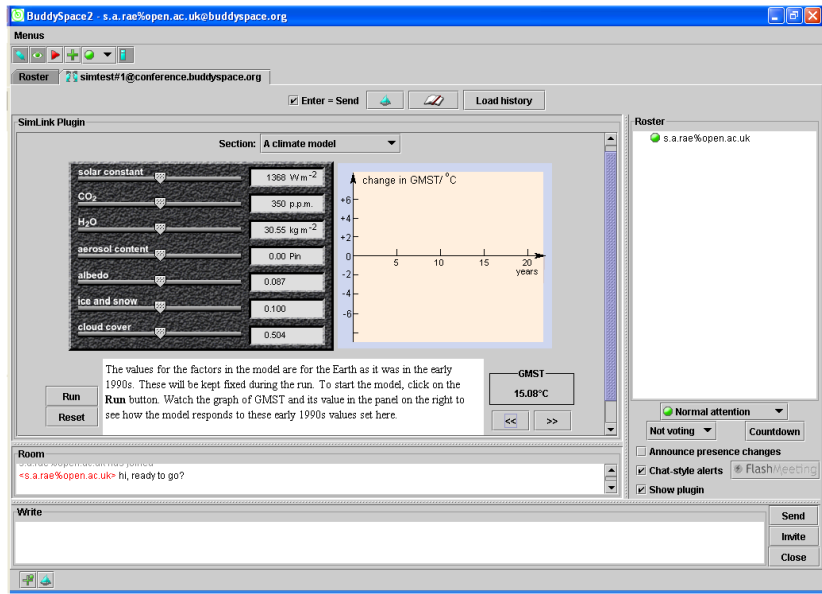 BuddySpace2 - s.a.rae%open.ac.uk@buddyspace.org
Menus
Roster simtest#1@conference.buddyspace.org
Enter = Send Load history
SimLink Plugin
Section: A climate model
solar constant 1368 Wm-2
CO2 350 p.p.m.
H2O 30.55 kg m-2
aerosol content 0.00 Pin
albedo 0.087
ice and snow 0.100
cloud cover 0.504
change in GMST/ °C
+6
+4
+2
0 5 10 15 20
years
-2
-4
-6
Run
Reset
The values for the factors in the model are for the Earth as it was in the early
1990s. These will be kept fixed during the run. To start the model, click on the
Run button. Watch the graph of GMST and its value in the panel on the right to
see how the model responds to these early 1990s values set here.
GMST
15.08°C
<< >>
Roster
s.a.rae%open.ac.uk
Normal attention
Not voting Countdown
Announce presence changes
Chat-style alerts FlashMeeting
Show plugin
Room
s.a.rae%open.ac.uk has joined
<s.a.rae%open.ac.uk> hi, ready to go?
Write
Send
Invite
Close